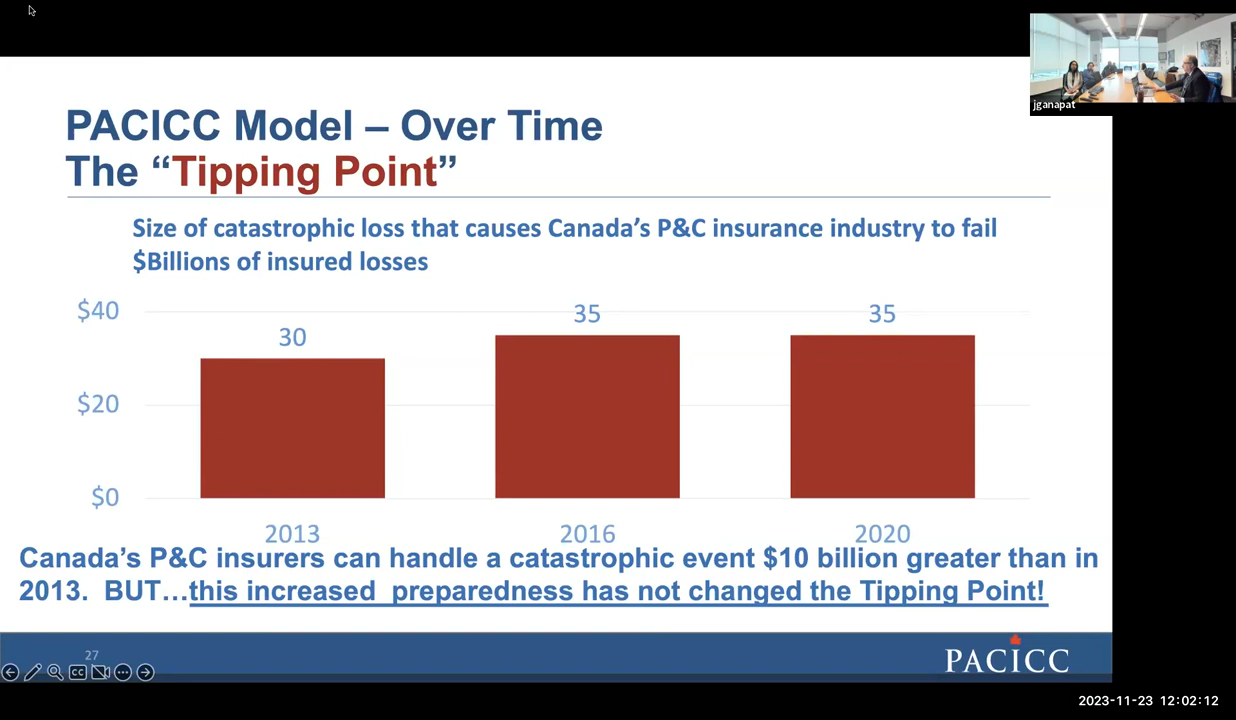 jganapat
PACICC Model – Over Time
The “Tipping Point”
Size of catastrophic loss that causes Canada’s P&C insurance industry to fail
$Billions of insured losses
$40
$20
$0
30
35
35
2013
2016
2020
Canada’s P&C insurers can handle a catastrophic event $10 billion greater than in
2013. BUT…this increased preparedness has not changed the Tipping Point!
27
CC
PACICC
2023-11-23 12:02:12